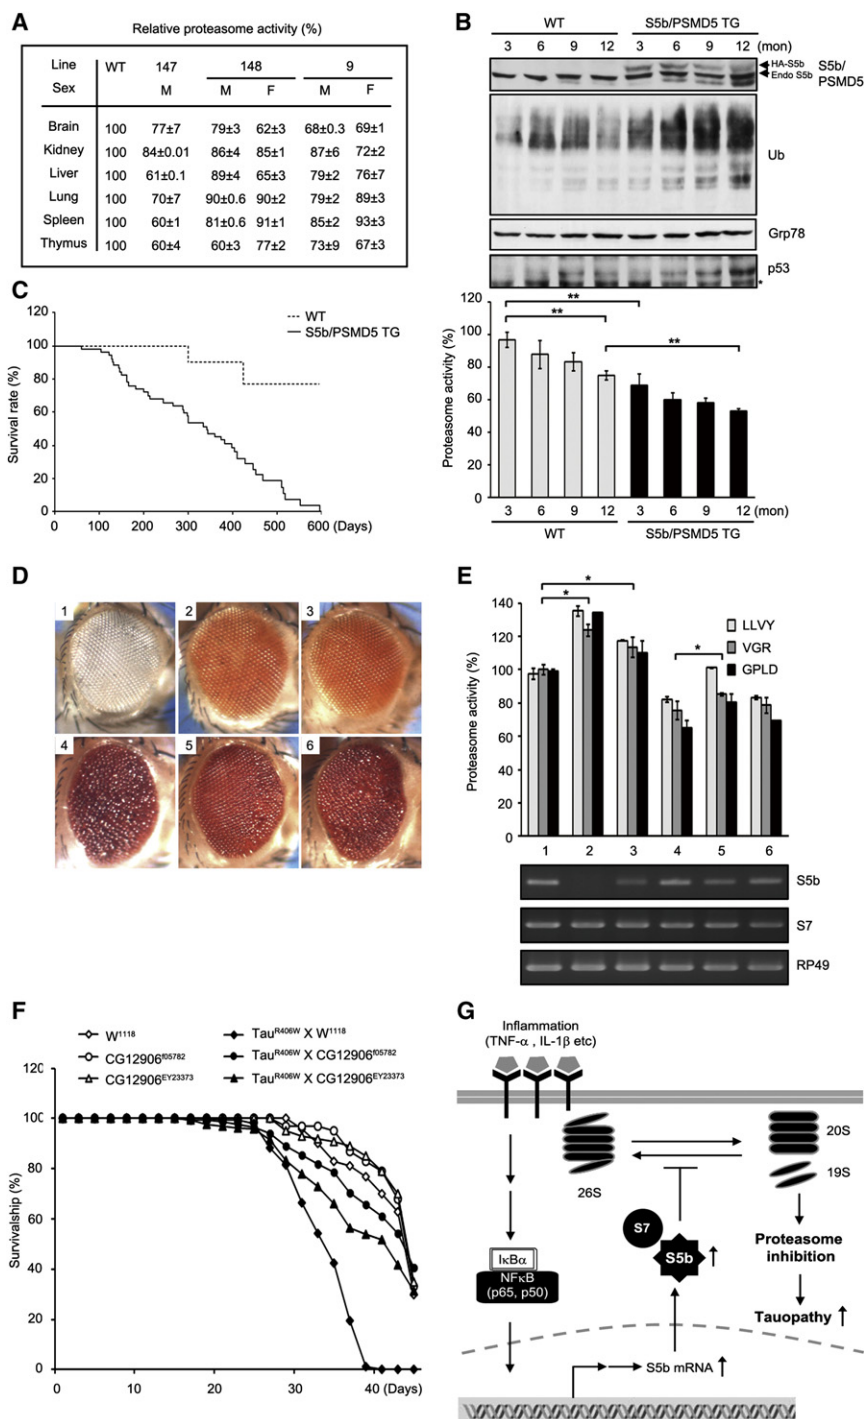 A
Relative proteasome activity (%)
Line WT 147 148 9
Sex M M F M F
Brain 100 77±7 79±3 62±3 68±0.3 69±1
Kidney 100 84±0.01 86±4 85±1 87±6 72±2
Liver 100 61±0.1 89±4 65±3 79±2 76±7
Lung 100 70±7 90±0.6 90±2 79±2 89±3
Spleen 100 60±1 81±0.6 91±1 85±2 93±3
Thymus 100 60±4 60±3 77±2 73±9 67±3
B
WT S5b/PSMD5 TG
3 6 9 12 3 6 9 12 (mon)
HA-S5b
Endo S5b
S5b/
PSMD5
Ub
Grp78
p53
*
Proteasome activity (%)
120
100
80
60
40
20
0
**
**
**
3 6 9 12 3 6 9 12 (mon)
WT S5b/PSMD5 TG
C
Survival rate (%)
120
100
80
60
40
20
0
WT
S5b/PSMD5 TG
0 100 200 300 400 500 600 (Days)
D
1 2 3
4 5 6
E
Proteasome activity (%)
140
120
100
80
60
40
20
0
*
*
*
LLVY
VGR
GPLD
1 2 3 4 5 6
S5b
S7
RP49
F
W1118
CG12906f05782
CG12906EY23373
TauR406W X W1118
TauR406W X CG12906f05782
TauR406W X CG12906EY23373
Survivalship (%)
120
100
80
60
40
20
0
0 10 20 30 40 (Days)
G
Inflammation
(TNF-α , IL-1β etc)
26S
20S
19S
S7
S5b
Proteasome
inhibition
Tauopathy
IκBα
NFκB
(p65, p50)
S5b mRNA